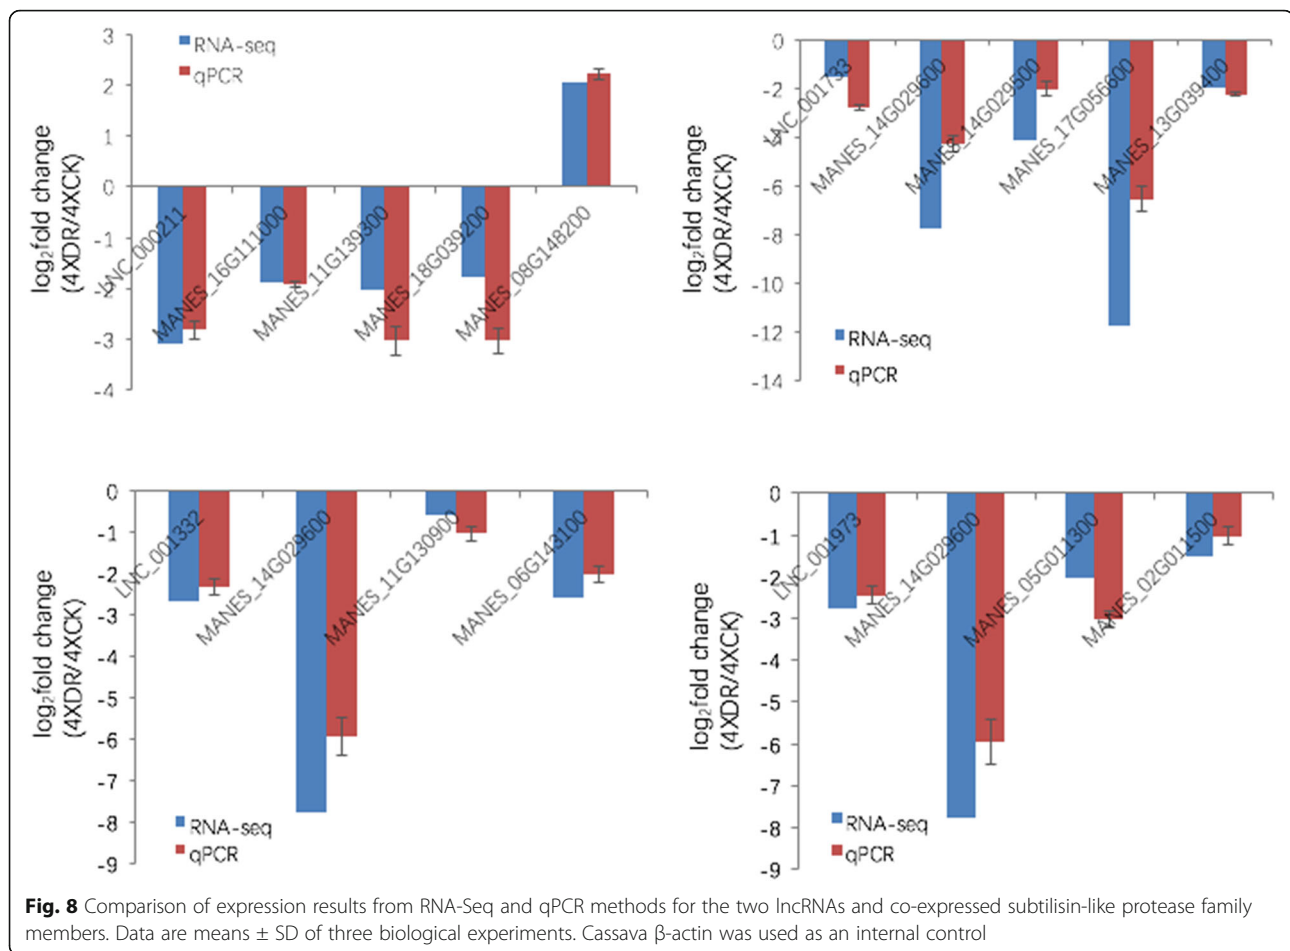 3
2
1
0
-1
-2
-3
-4
log₂fold change
(4XDR/4XCK)
RNA-seq
qPCR
LNC_000211
MANES_16G111000
MANES_11G139300
MANES_18G039200
MANES_08G148200
0
-2
-4
-6
-8
-10
-12
-14
log₂fold change
(4XDR/4XCK)
LNC_001733
MANES_14G029600
MANES_14G029500
MANES_17G056600
MANES_13G039400
RNA-seq
qPCR
0
-1
-2
-3
-4
-5
-6
-7
-8
-9
log₂fold change
(4XDR/4XCK)
LNC_001332
MANES_14G029600
MANES_11G130900
MANES_06G143100
RNA-seq
qPCR
0
-1
-2
-3
-4
-5
-6
-7
-8
-9
log₂fold change
(4XDR/4XCK)
LNC_001973
MANES_14G029600
MANES_05G011300
MANES_02G011500
RNA-seq
qPCR
Fig. 8 Comparison of expression results from RNA-Seq and qPCR methods for the two lncRNAs and co-expressed subtilisin-like protease family
members. Data are means ± SD of three biological experiments. Cassava β-actin was used as an internal control